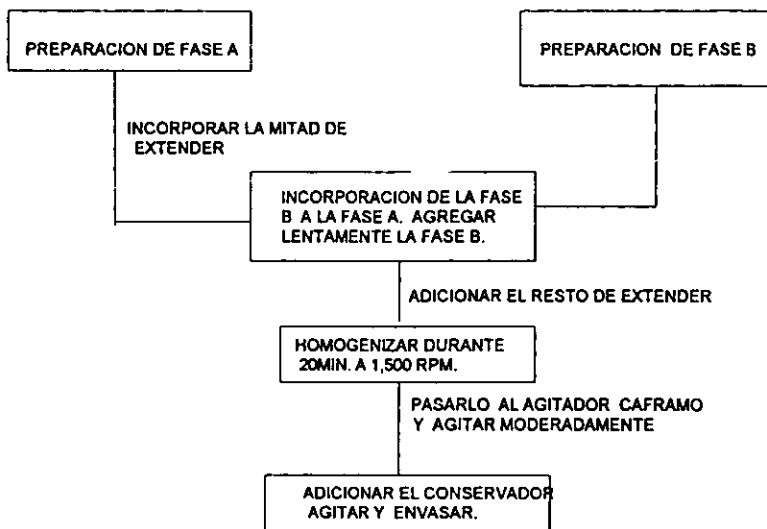 PREPARACION DE FASE A
PREPARACION DE FASE B
INCORPORAR LA MITAD DE
EXTENDER
INCORPORACION DE LA FASE
B A LA FASE A. AGREGAR
LENTAMENTE LA FASE B.
ADICIONAR EL RESTO DE EXTENDER
HOMOGENIZAR DURANTE
20MIN. A 1,500 RPM.
PASARLO AL AGITADOR CAFRAMO
Y AGITAR MODERADAMENTE
ADICIONAR EL CONSERVADOR
AGITAR Y ENVASAR.